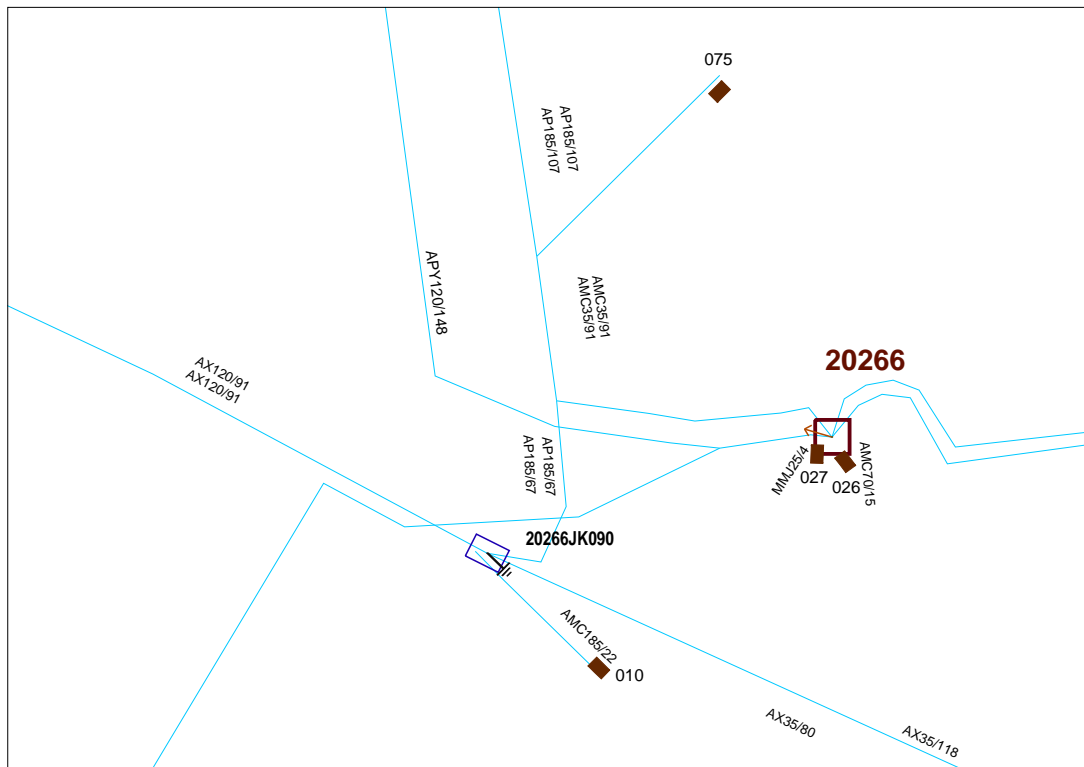 075
AP185/107
AP185/107
APY120/148
AMC35/91
AMC35/91
20266
AX120/91
AX120/91
AP185/67
AP185/67
MMJ25/4
027
026
AMC70/15
20266JK090
AMC185/22
010
AX35/80
AX35/118